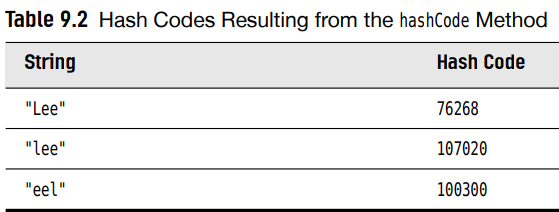 Table 9.2 Hash Codes Resulting from the hashCode Method
String Hash Code
"Lee" 76268
"lee" 107020
"eel" 100300